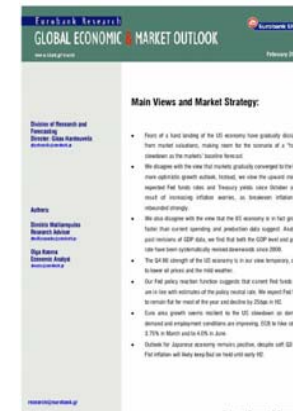 Eurobank Research
GLOBAL ECONOMIC & MARKET OUTLOOK
Main Views and Market Strategy:
Division of Research and
Forecasting
Director: Gikas Hardouvelis
Authors
Dimitris Malliaropulos
Research Advisor
Olga Kosma
Economic Analyst
Fears of a hard landing of the US economy have gradually
from market valuations, making room for the scenario of a
slowdown as the markets' baseline forecast.
We disagree with the view that markets gradually converged to the
more optimistic growth outlook. Instead, we view the upward
expected Fed funds rates and Treasury yields since October
result of increasing inflation worries, as breakeven inflation
rebounded strongly.
We also disagree with the view that the US economy is in fact
faster than current spending and production data suggest.
past revisions of GDP data, we find that both the GDP level and
rate have been systematically revised downwards since 2000.
The Q4 06 strength of the US economy is in our view temporary,
to lower oil prices and the mild weather.
Our Fed policy reaction function suggests that current Fed funds
are in line with estimates of the policy neutral rate. We expect Fed
to remain flat for most of the year and decline by 25bps in H2.
Euro area growth seems resilient to the US slowdown as
demand and employment conditions are improving. ECB to hike
3.75% in March and to 4.0% in June.
Outlook for Japanese economy remains positive, despite soft
Flat inflation will likely keep BoJ on hold until early H2.
research@eurobank.gr